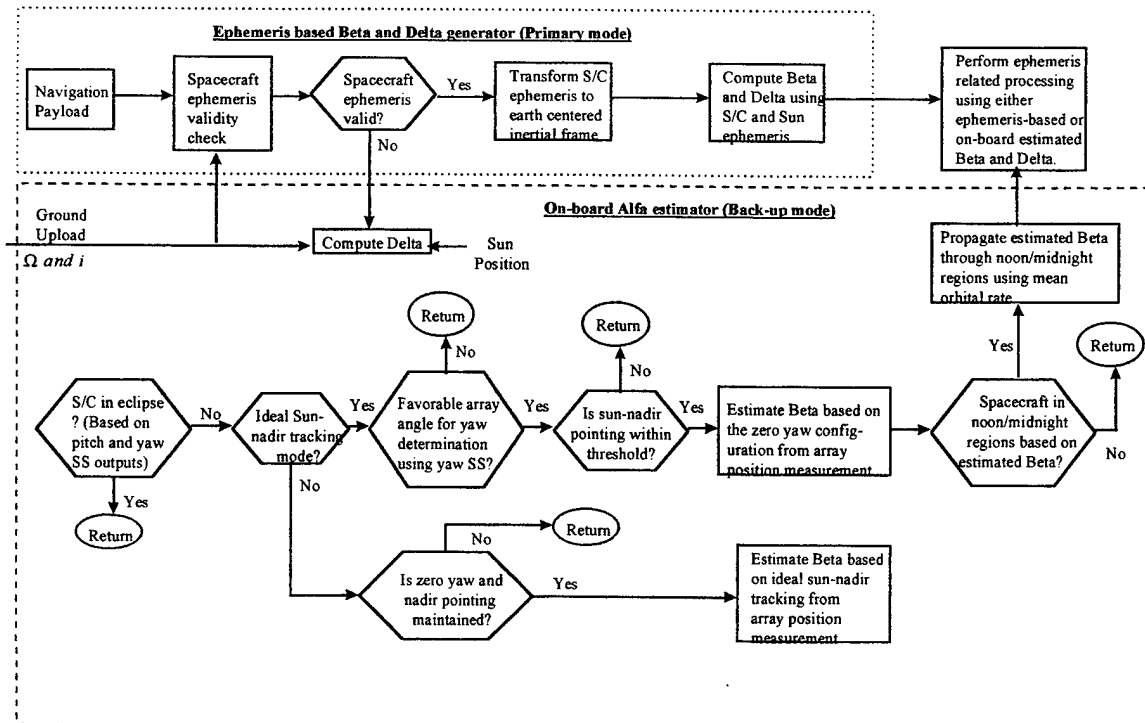 Ephemeris based Beta and Delta generator (Primary mode)
Navigation
Payload
Spacecraft
ephemeris
validity
check
Spacecraft
ephemeris
valid?
Yes
No
Transform S/C
ephemeris to
earth centered
inertial frame
Compute Beta
and Delta using
S/C and Sun
ephemeris
Perform ephemeris
related processing
using either
ephemeris-based or
on-board estimated
Beta and Delta.
On-board Alfa estimator (Back-up mode)
Ground
Upload
Ω and i
Compute Delta
Sun
Position
Propagate estimated Beta
through noon/midnight
regions using mean
orbital rate
Return
No
Return
No
Yes
Return
S/C in eclipse
? (Based on
pitch and yaw
SS outputs)
No
Yes
Return
Ideal Sun-
nadir tracking
mode?
Yes
No
Favorable array
angle for yaw
determination
using yaw SS?
Yes
Is sun-nadir
pointing within
threshold?
Yes
Estimate Beta based on
the zero yaw config-
uration from array
position measurement
Spacecraft in
noon/midnight
regions based on
estimated Beta?
No
Return
No
Is zero yaw and
nadir pointing
maintained?
Yes
Estimate Beta based
on ideal sun-nadir
tracking from
array position
measurement